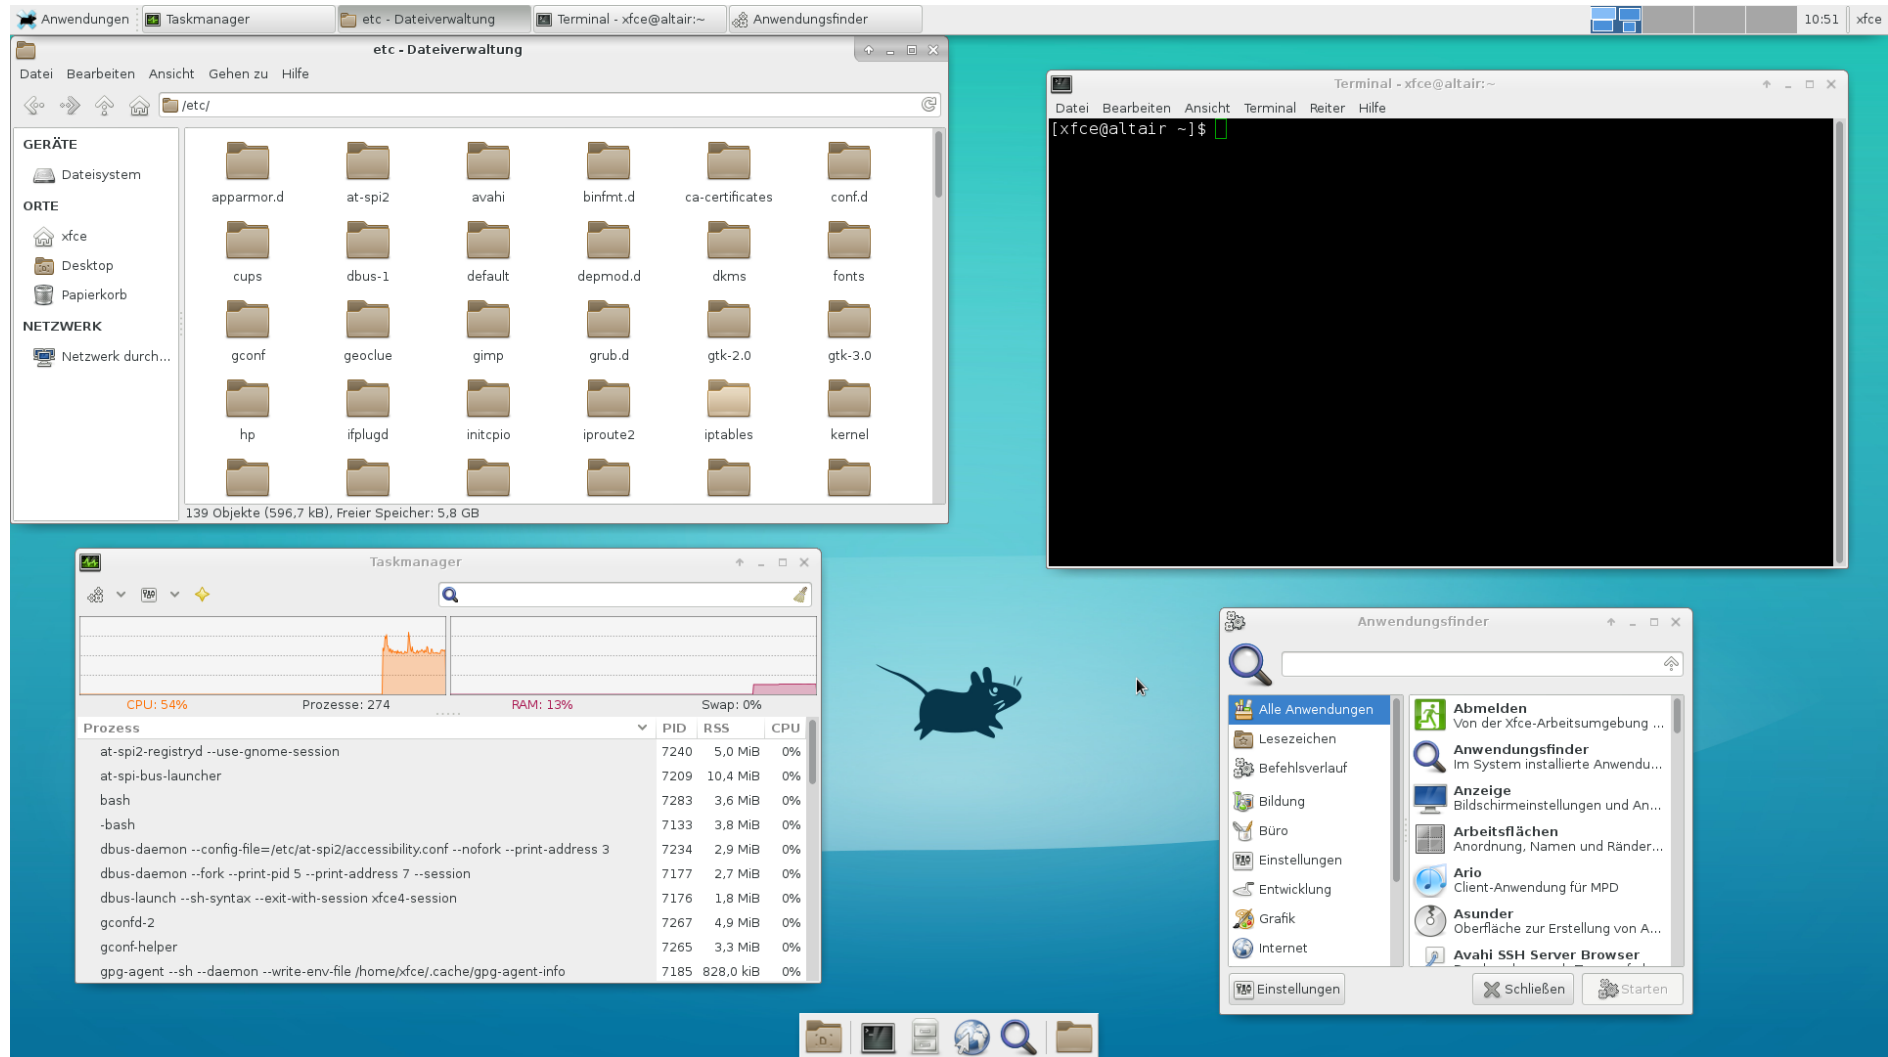 Anwendungen Taskmanager etc - Dateiverwaltung Terminal - xfce@altair:~ Anwendungsfinder 10:51 xfce
etc - Dateiverwaltung
Datei Bearbeiten Ansicht Gehen zu Hilfe
/etc/
GERÄTE
Dateisystem
ORTE
xfce
Desktop
Papierkorb
NETZWERK
Netzwerk durch...
apparmor.d at-spi2 avahi binfmt.d ca-certificates conf.d
cups dbus-1 default depmod.d dkms fonts
gconf geoclue gimp grub.d gtk-2.0 gtk-3.0
hp ifplugd initcpio iproute2 iptables kernel
139 Objekte (596,7 kB), Freier Speicher: 5,8 GB
Terminal - xfce@altair:~
Datei Bearbeiten Ansicht Terminal Reiter Hilfe
[xfce@altair ~]$
Taskmanager
CPU: 54% Prozesse: 274 RAM: 13% Swap: 0%
Prozess PID RSS CPU
at-spi2-registryd --use-gnome-session 7240 5,0 MiB 0%
at-spi-bus-launcher 7209 10,4 MiB 0%
bash 7283 3,6 MiB 0%
-bash 7133 3,8 MiB 0%
dbus-daemon --config-file=/etc/at-spi2/accessibility.conf --nofork --print-address 3 7234 2,9 MiB 0%
dbus-daemon --fork --print-pid 5 --print-address 7 --session 7177 2,7 MiB 0%
dbus-launch --sh-syntax --exit-with-session xfce4-session 7176 1,8 MiB 0%
gconfd-2 7267 4,9 MiB 0%
gconf-helper 7265 3,3 MiB 0%
gpg-agent --sh --daemon --write-env-file /home/xfce/.cache/gpg-agent-info 7185 828,0 kiB 0%
Anwendungsfinder
Alle Anwendungen
Lesezeichen
Befehlsverlauf
Bildung
Büro
Einstellungen
Entwicklung
Grafik
Internet
Abmelden
Von der Xfce-Arbeitsumgebung ...
Anwendungsfinder
Im System installierte Anwendu...
Anzeige
Bildschirmeinstellungen und An...
Arbeitsflächen
Anordnung, Namen und Ränder...
Ario
Client-Anwendung für MPD
Asunder
Oberfläche zur Erstellung von A...
Avahi SSH Server Browser
Einstellungen Schließen Starten